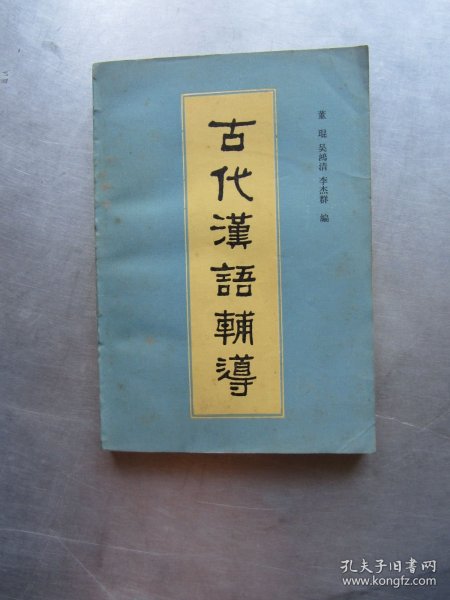 董琨 吴鸿清 李杰群 编
古代漢語輔導
孔夫子旧书网
www.kongfz.com